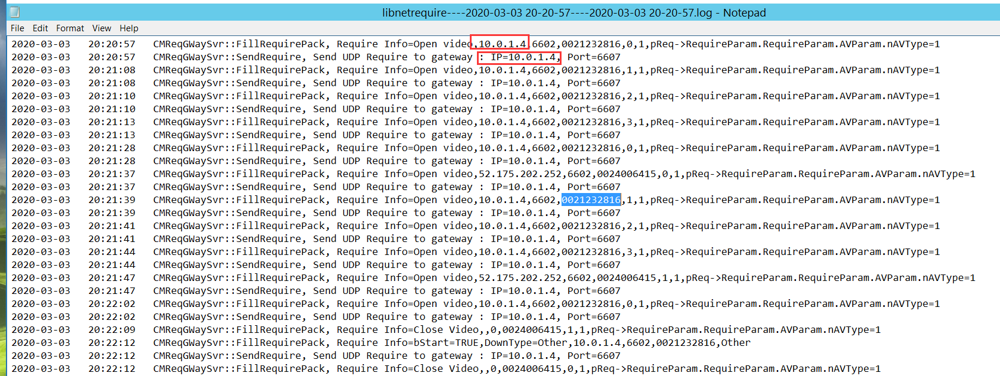 libnetrequire----2020-03-03 20-20-57----2020-03-03 20-20-57.log - Notepad
File Edit Format View Help
2020-03-03 20:20:57 CMReqGWaySvr::FillRequirePack, Require Info=Open video,10.0.1.4,6602,0021232816,0,1,pReq->RequireParam.RequireParam.AVParam.nAVType=1
2020-03-03 20:20:57 CMReqGWaySvr::SendRequire, Send UDP Require to gateway : IP=10.0.1.4, Port=6607
2020-03-03 20:21:08 CMReqGWaySvr::FillRequirePack, Require Info=Open video,10.0.1.4,6602,0021232816,1,1,pReq->RequireParam.RequireParam.AVParam.nAVType=1
2020-03-03 20:21:08 CMReqGWaySvr::SendRequire, Send UDP Require to gateway : IP=10.0.1.4, Port=6607
2020-03-03 20:21:10 CMReqGWaySvr::FillRequirePack, Require Info=Open video,10.0.1.4,6602,0021232816,2,1,pReq->RequireParam.RequireParam.AVParam.nAVType=1
2020-03-03 20:21:10 CMReqGWaySvr::SendRequire, Send UDP Require to gateway : IP=10.0.1.4, Port=6607
2020-03-03 20:21:13 CMReqGWaySvr::FillRequirePack, Require Info=Open video,10.0.1.4,6602,0021232816,3,1,pReq->RequireParam.RequireParam.AVParam.nAVType=1
2020-03-03 20:21:13 CMReqGWaySvr::SendRequire, Send UDP Require to gateway : IP=10.0.1.4, Port=6607
2020-03-03 20:21:28 CMReqGWaySvr::FillRequirePack, Require Info=Open video,10.0.1.4,6602,0021232816,0,1,pReq->RequireParam.RequireParam.AVParam.nAVType=1
2020-03-03 20:21:28 CMReqGWaySvr::SendRequire, Send UDP Require to gateway : IP=10.0.1.4, Port=6607
2020-03-03 20:21:37 CMReqGWaySvr::FillRequirePack, Require Info=Open video,52.175.202.252,6602,0024006415,0,1,pReq->RequireParam.RequireParam.AVParam.nAVType=1
2020-03-03 20:21:37 CMReqGWaySvr::SendRequire, Send UDP Require to gateway : IP=10.0.1.4, Port=6607
2020-03-03 20:21:39 CMReqGWaySvr::FillRequirePack, Require Info=Open video,10.0.1.4,6602,0021232816,1,1,pReq->RequireParam.RequireParam.AVParam.nAVType=1
2020-03-03 20:21:39 CMReqGWaySvr::SendRequire, Send UDP Require to gateway : IP=10.0.1.4, Port=6607
2020-03-03 20:21:41 CMReqGWaySvr::FillRequirePack, Require Info=Open video,10.0.1.4,6602,0021232816,2,1,pReq->RequireParam.RequireParam.AVParam.nAVType=1
2020-03-03 20:21:41 CMReqGWaySvr::SendRequire, Send UDP Require to gateway : IP=10.0.1.4, Port=6607
2020-03-03 20:21:44 CMReqGWaySvr::FillRequirePack, Require Info=Open video,10.0.1.4,6602,0021232816,3,1,pReq->RequireParam.RequireParam.AVParam.nAVType=1
2020-03-03 20:21:44 CMReqGWaySvr::SendRequire, Send UDP Require to gateway : IP=10.0.1.4, Port=6607
2020-03-03 20:21:47 CMReqGWaySvr::FillRequirePack, Require Info=Open video,52.175.202.252,6602,0024006415,1,1,pReq->RequireParam.RequireParam.AVParam.nAVType=1
2020-03-03 20:21:47 CMReqGWaySvr::SendRequire, Send UDP Require to gateway : IP=10.0.1.4, Port=6607
2020-03-03 20:22:02 CMReqGWaySvr::FillRequirePack, Require Info=Open video,10.0.1.4,6602,0021232816,0,1,pReq->RequireParam.RequireParam.AVParam.nAVType=1
2020-03-03 20:22:02 CMReqGWaySvr::SendRequire, Send UDP Require to gateway : IP=10.0.1.4, Port=6607
2020-03-03 20:22:09 CMReqGWaySvr::FillRequirePack, Require Info=Close Video,,0,0024006415,1,1,pReq->RequireParam.RequireParam.AVParam.nAVType=1
2020-03-03 20:22:12 CMReqGWaySvr::FillRequirePack, Require Info=bStart=TRUE,DownType=Other,10.0.1.4,6602,0021232816,Other
2020-03-03 20:22:12 CMReqGWaySvr::SendRequire, Send UDP Require to gateway : IP=10.0.1.4, Port=6607
2020-03-03 20:22:12 CMReqGWaySvr::FillRequirePack, Require Info=Close Video,,0,0024006415,0,1,pReq->RequireParam.RequireParam.AVParam.nAVType=1